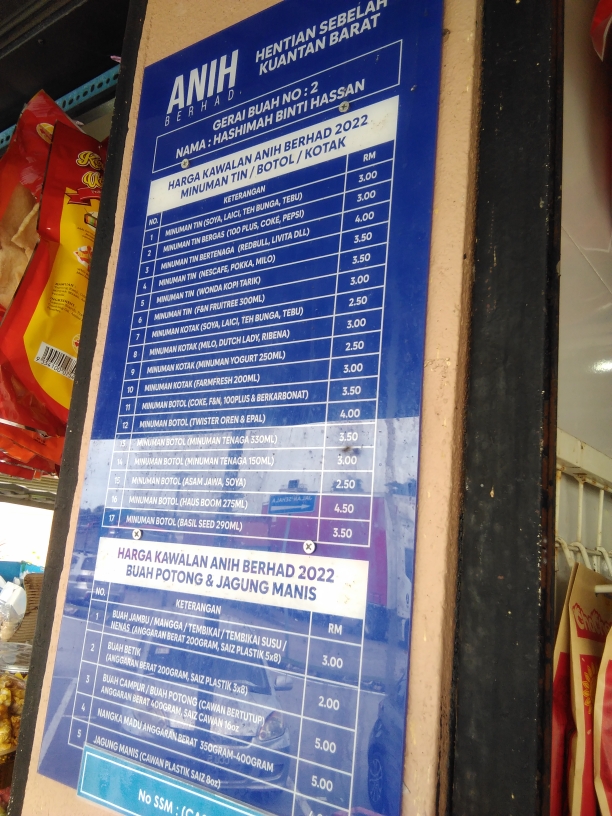 ANIH
BERHAD.
HENTIAN SEBELAH
KUANTAN BARAT
GERAI BUAH NO : 2
NAMA : HASHIMAH BINTI HASSAN
HARGA KAWALAN ANIH BERHAD 2022
MINUMAN TIN / BOTOL / KOTAK
NO. KETERANGAN RM
1 MINUMAN TIN (SOYA, LAICI, TEH BUNGA, TEBU) 3.00
2 MINUMAN TIN BERGAS (100 PLUS, COKE, PEPSI) 3.00
3 MINUMAN TIN BERTENAGA (REDBULL, LIVITA DLL) 4.00
4 MINUMAN TIN (NESCAFE, POKKA, MILO) 3.50
5 MINUMAN TIN (WONDA KOPI TARIK) 3.50
6 MINUMAN TIN (F&N FRUITREE 300ML) 3.00
7 MINUMAN KOTAK (SOYA, LAICI, TEH BUNGA, TEBU) 2.50
8 MINUMAN KOTAK (MILO, DUTCH LADY, RIBENA) 3.00
9 MINUMAN KOTAK (MINUMAN YOGURT 250ML) 2.50
10 MINUMAN KOTAK (FARMFRESH 200ML) 3.00
11 MINUMAN BOTOL (COKE, F&N, 100PLUS & BERKARBONAT) 3.50
12 MINUMAN BOTOL (TWISTER OREN & EPAL) 4.00
13 MINUMAN BOTOL (MINUMAN TENAGA 330ML) 3.50
14 MINUMAN BOTOL (MINUMAN TENAGA 150ML) 3.00
15 MINUMAN BOTOL (ASAM JAWA, SOYA) 2.50
16 MINUMAN BOTOL (HAUS BOOM 275ML) 4.50
17 MINUMAN BOTOL (BASIL SEED 290ML) 3.50
HARGA KAWALAN ANIH BERHAD 2022
BUAH POTONG & JAGUNG MANIS
NO. KETERANGAN RM
1 BUAH JAMBU / MANGGA / TEMBIKAI / TEMBIKAI SUSU /
NENAS (ANGGARAN BERAT 200GRAM, SAIZ PLASTIK 5x8) 3.00
2 BUAH BETIK
(ANGGARAN BERAT 200GRAM, SAIZ PLASTIK 3x8) 2.00
3 BUAH CAMPUR / BUAH POTONG (CAWAN BERTUTUP)
ANGGARAN BERAT 400GRAM, SAIZ CAWAN 16oz 5.00
4 NANGKA MADU ANGGARAN BERAT 350GRAM-400GRAM 5.00
5 JAGUNG MANIS (CAWAN PLASTIK SAIZ 8oz)
No SSM :